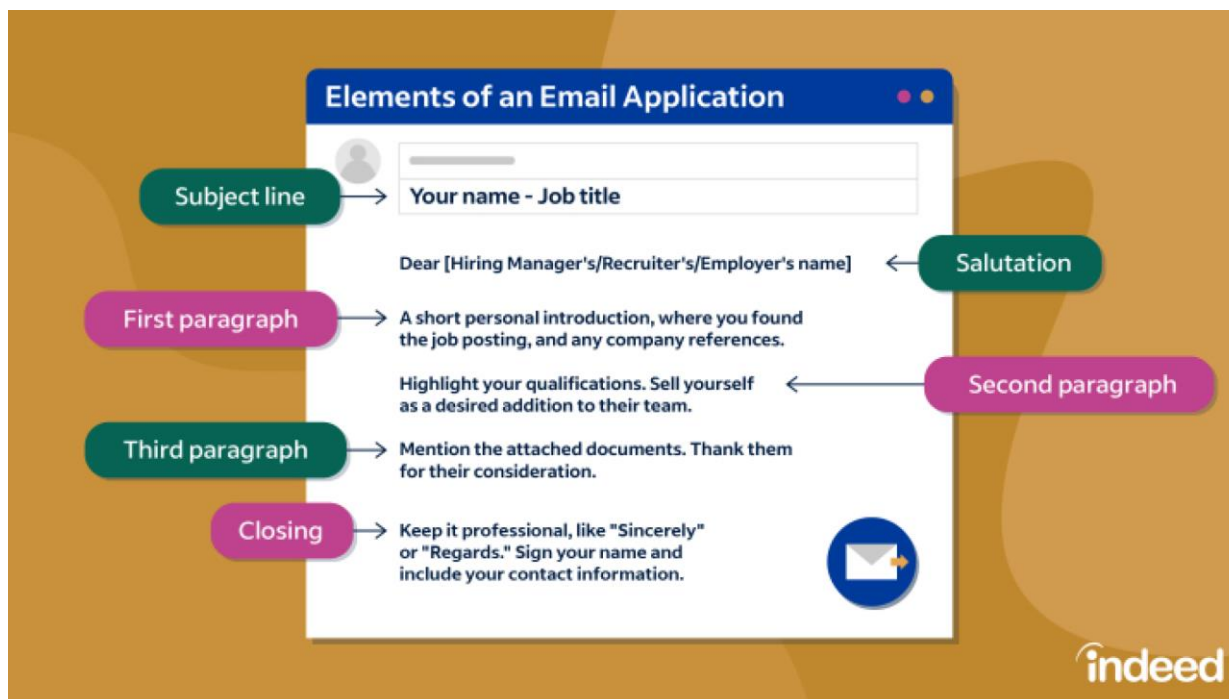 Elements of an Email Application
Subject line
Your name - Job title
Dear [Hiring Manager's/Recruiter's/Employer's name]
Salutation
First paragraph
A short personal introduction, where you found
the job posting, and any company references.
Highlight your qualifications. Sell yourself
as a desired addition to their team.
Second paragraph
Third paragraph
Mention the attached documents. Thank them
for their consideration.
Closing
Keep it professional, like "Sincerely"
or "Regards." Sign your name and
include your contact information.
indeed